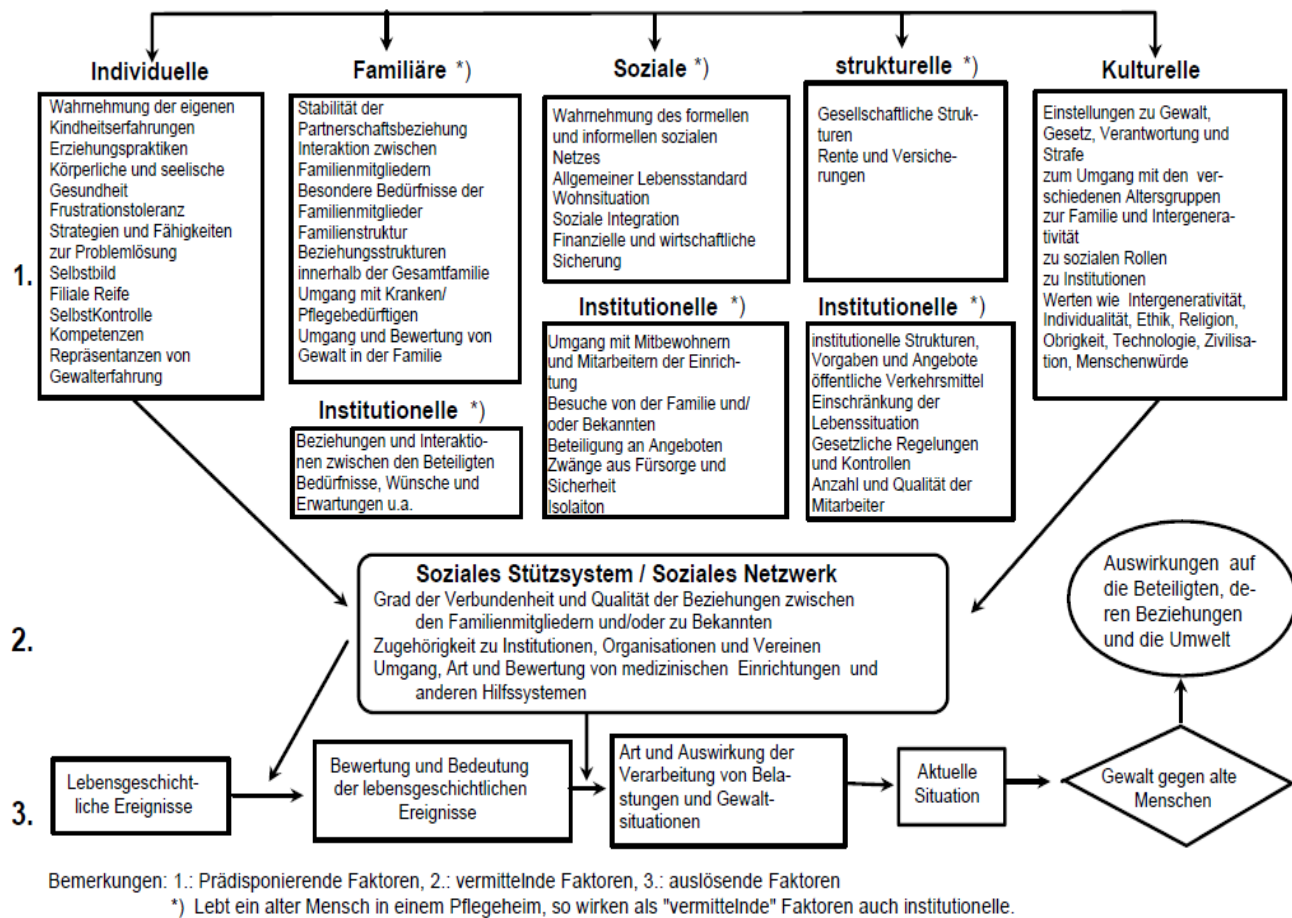 Individuelle
Wahrnehmung der eigenen
Kindheitserfahrungen
Erziehungspraktiken
Körperliche und seelische
Gesundheit
Frustrationstoleranz
Strategien und Fähigkeiten
zur Problemlösung
Selbstbild
Filiale Reife
SelbstKontrolle
Kompetenzen
Repräsentanzen von
Gewalterfahrung
Familiäre *)
Stabilität der
Partnerschaftsbeziehung
Interaktion zwischen
Familienmitgliedern
Besondere Bedürfnisse der
Familienmitglieder
Familienstruktur
Beziehungsstrukturen
innerhalb der Gesamtfamilie
Umgang mit Kranken/
Pflegebedürftigen
Umgang und Bewertung von
Gewalt in der Familie
Institutionelle *)
Beziehungen und Interaktio-
nen zwischen den Beteiligten
Bedürfnisse, Wünsche und
Erwartungen u.a.
Soziale *)
Wahrnehmung des formellen
und informellen sozialen
Netzes
Allgemeiner Lebensstandard
Wohnsituation
Soziale Integration
Finanzielle und wirtschaftliche
Sicherung
Institutionelle *)
Umgang mit Mitbewohnern
und Mitarbeitern der Einrich-
tung
Besuche von der Familie und/
oder Bekannten
Beteiligung an Angeboten
Zwänge aus Fürsorge und
Sicherheit
Isolaiton
strukturelle *)
Gesellschaftliche Struk-
turen
Rente und Versiche-
rungen
Institutionelle *)
institutionelle Strukturen,
Vorgaben und Angebote
öffentliche Verkehrsmittel
Einschränkung der
Lebenssituation
Gesetzliche Regelungen
und Kontrollen
Anzahl und Qualität der
Mitarbeiter
Kulturelle
Einstellungen zu Gewalt,
Gesetz, Verantwortung und
Strafe
zum Umgang mit den ver-
schiedenen Altersgruppen
zur Familie und Intergenera-
tivität
zu sozialen Rollen
zu Institutionen
Werten wie Intergenerativität,
Individualität, Ethik, Religion,
Obrigkeit, Technologie, Zivilisa-
tion, Menschenwürde
1.
2.
Soziales Stützsystem / Soziales Netzwerk
Grad der Verbundenheit und Qualität der Beziehungen zwischen
den Familienmitgliedern und/oder zu Bekannten
Zugehörigkeit zu Institutionen, Organisationen und Vereinen
Umgang, Art und Bewertung von medizinischen Einrichtungen und
anderen Hilfssystemen
Auswirkungen auf
die Beteiligten, de-
ren Beziehungen
und die Umwelt
3.
Lebensgeschicht-
liche Ereignisse
Bewertung und Bedeutung
der lebensgeschichtlichen
Ereignisse
Art und Auswirkung der
Verarbeitung von Bela-
stungen und Gewalt-
situationen
Aktuelle
Situation
Gewalt gegen alte
Menschen
Bemerkungen: 1.: Prädisponierende Faktoren, 2.: vermittelnde Faktoren, 3.: auslösende Faktoren
*) Lebt ein alter Mensch in einem Pflegeheim, so wirken als "vermittelnde" Faktoren auch institutionelle.